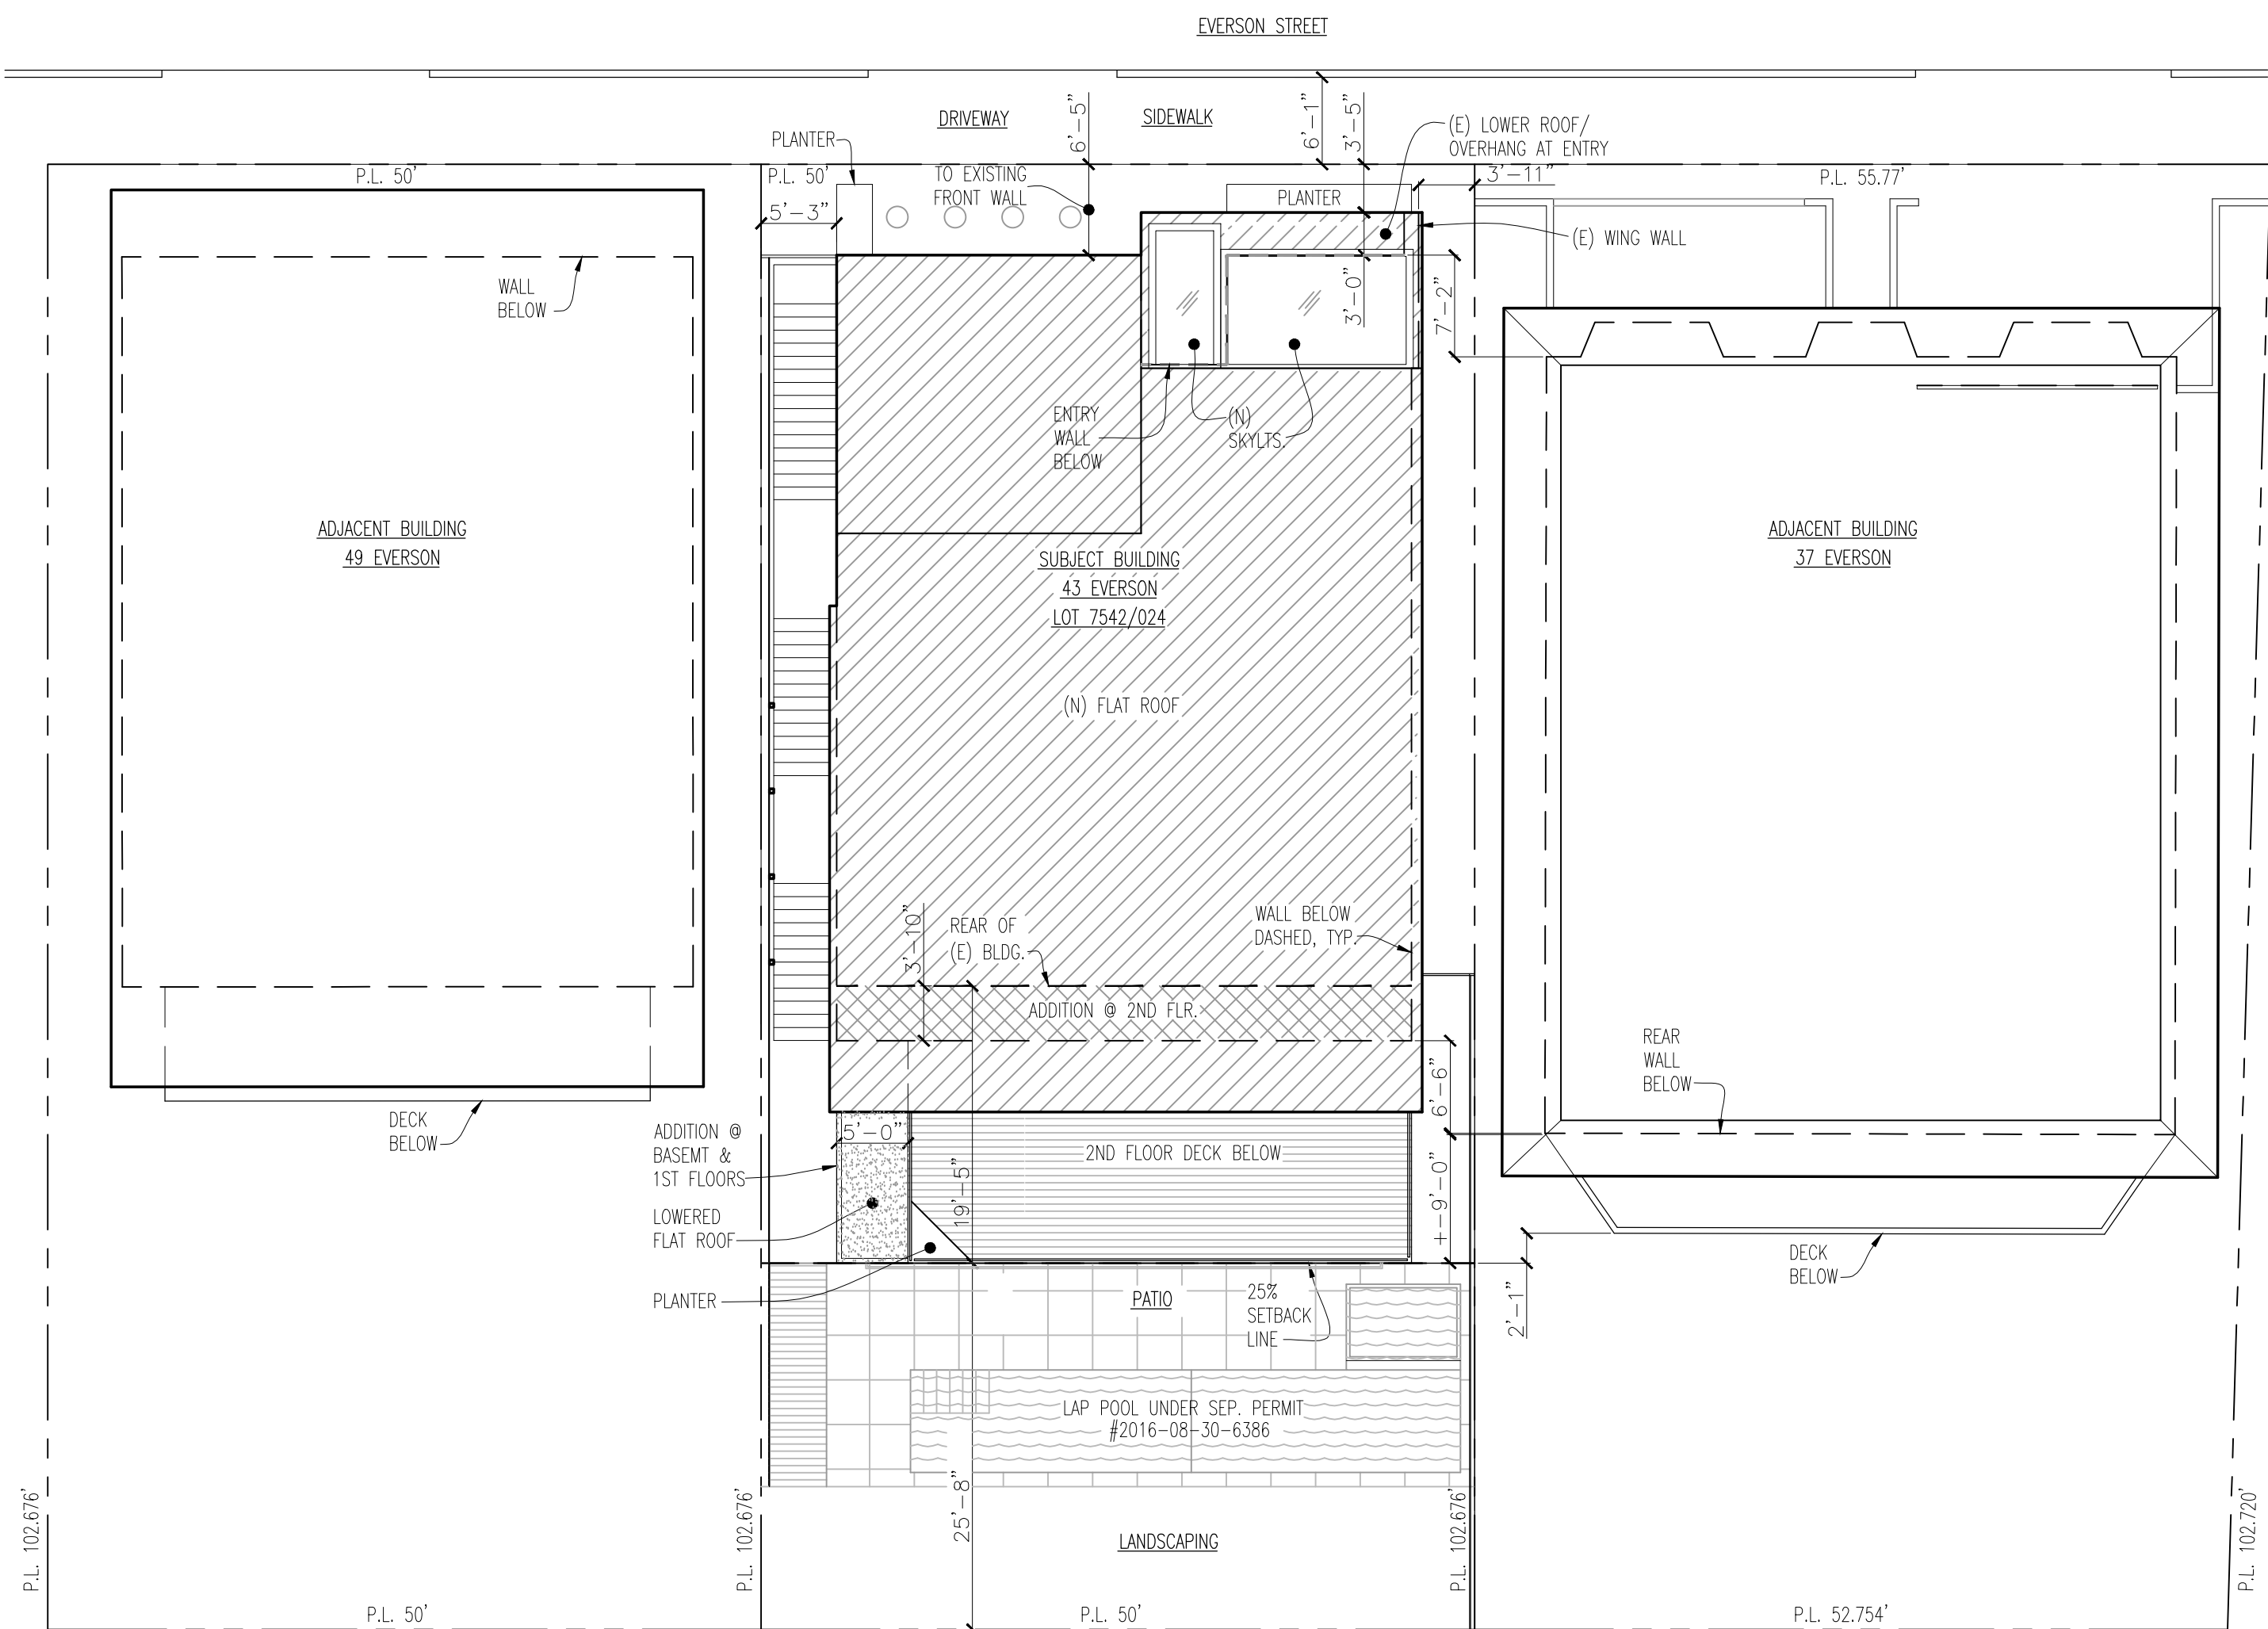 EVERSON STREET
DRIVEWAY
SIDEWALK
6'-5"
6'-1"
3'-5"
PLANTER
(E) LOWER ROOF/
OVERHANG AT ENTRY
P.L. 50'
P.L. 50'
TO EXISTING
FRONT WALL
3'-11"
P.L. 55.77'
5'-3"
PLANTER
(E) WING WALL
WALL
BELOW
3'-0"
7'-2"
ENTRY
WALL
BELOW
(N)
SKYLTS.
ADJACENT BUILDING
49 EVERSON
SUBJECT BUILDING
43 EVERSON
LOT 7542/024
ADJACENT BUILDING
37 EVERSON
(N) FLAT ROOF
3'-10"
REAR OF
(E) BLDG.
WALL BELOW
DASHED, TYP.
ADDITION @ 2ND FLR.
REAR
WALL
BELOW
6'-6"
DECK
BELOW
ADDITION @
BASEMT &
1ST FLOORS
5'-0"
2ND FLOOR DECK BELOW
19'-5"
+-9'-0"
LOWERED
FLAT ROOF
DECK
BELOW
PLANTER
PATIO
25%
SETBACK
LINE
2'-1"
LAP POOL UNDER SEP. PERMIT
#2016-08-30-6386
25'-8"
LANDSCAPING
P.L. 102.676'
P.L. 102.676'
P.L. 102.676'
P.L. 102.720'
P.L. 50'
P.L. 50'
P.L. 52.754'